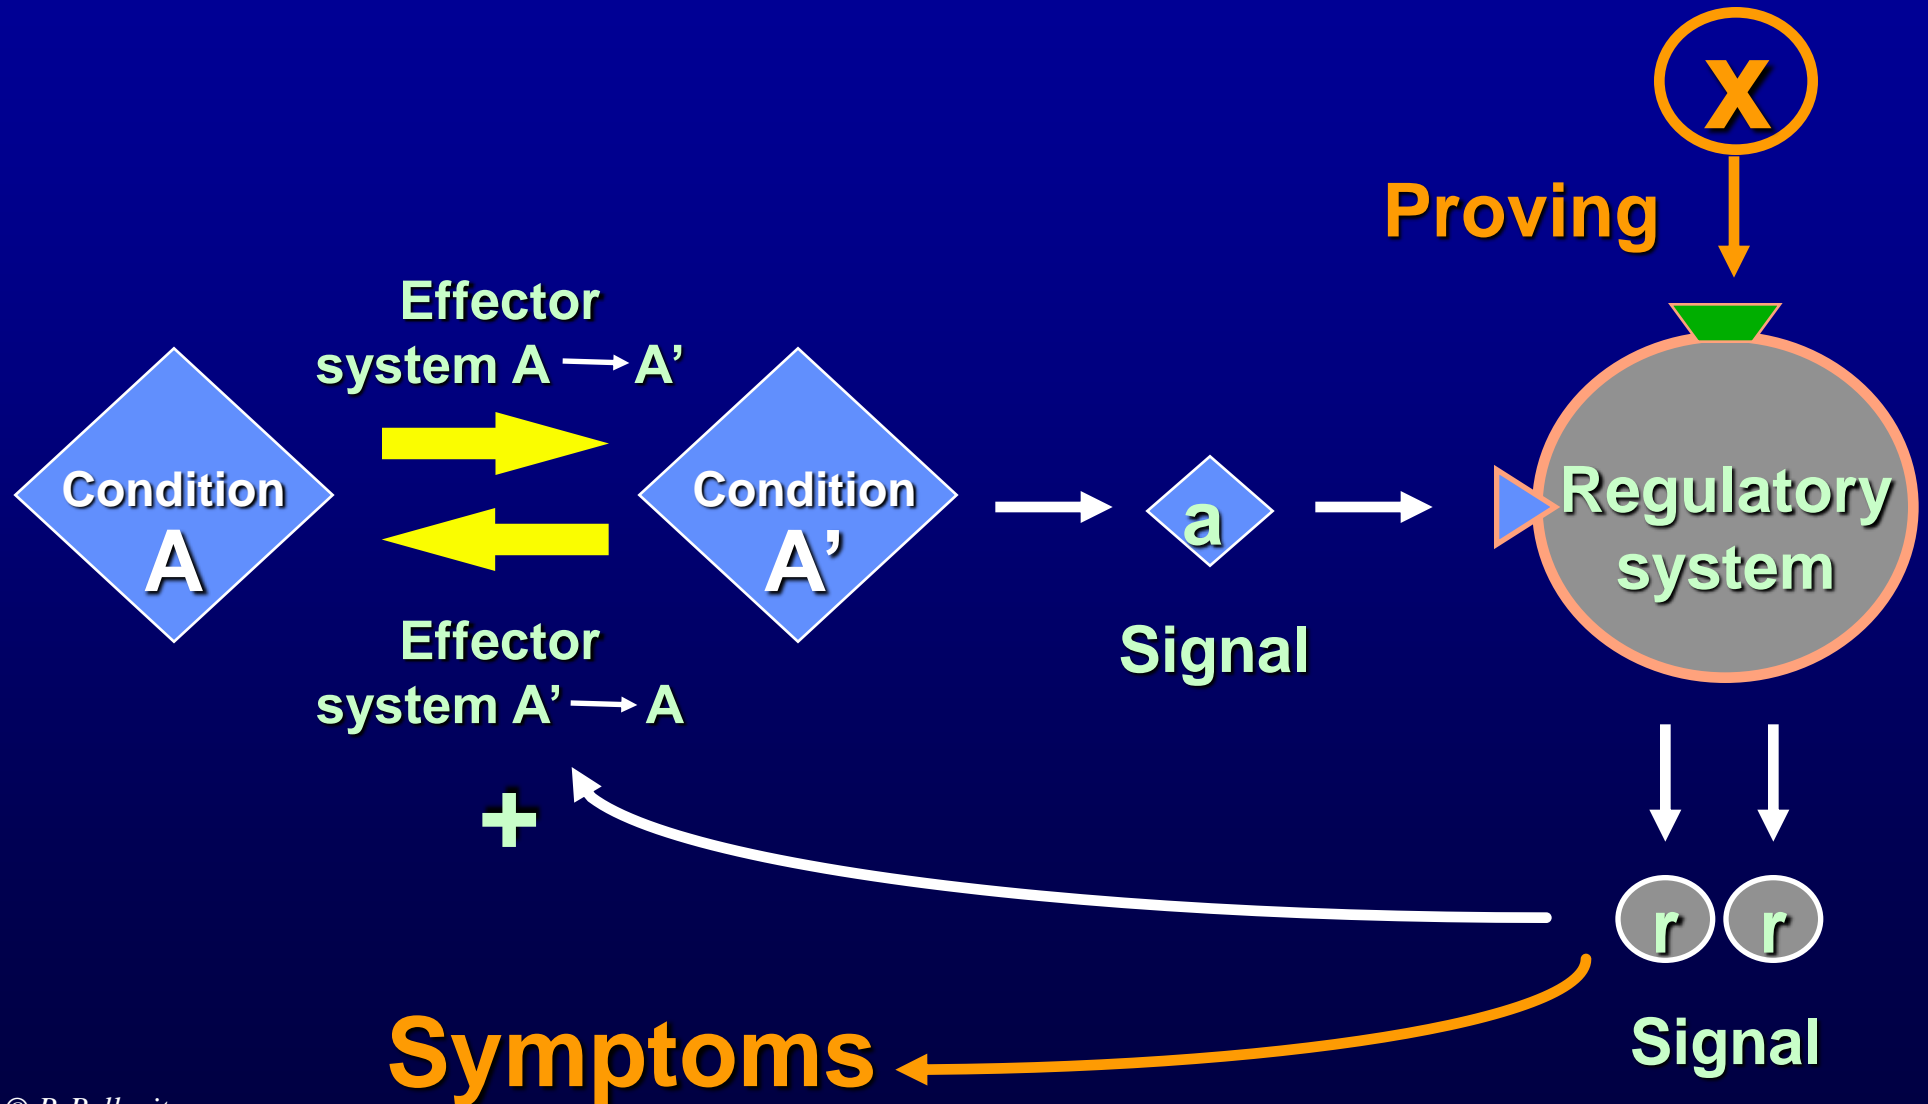 x
Proving
Effector
system A → A’
Condition
A
Condition
A’
a
Regulatory
system
Signal
Effector
system A’ → A
+
r r
Signal
Symptoms
©